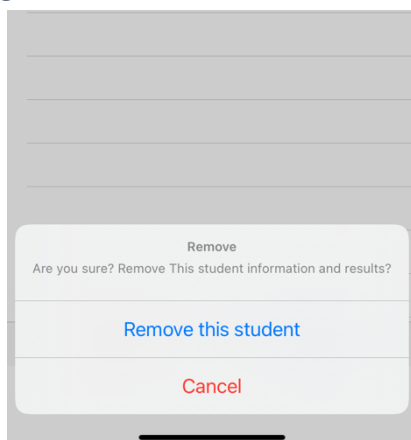 Remove
Are you sure? Remove This student information and results?
Remove this student
Cancel